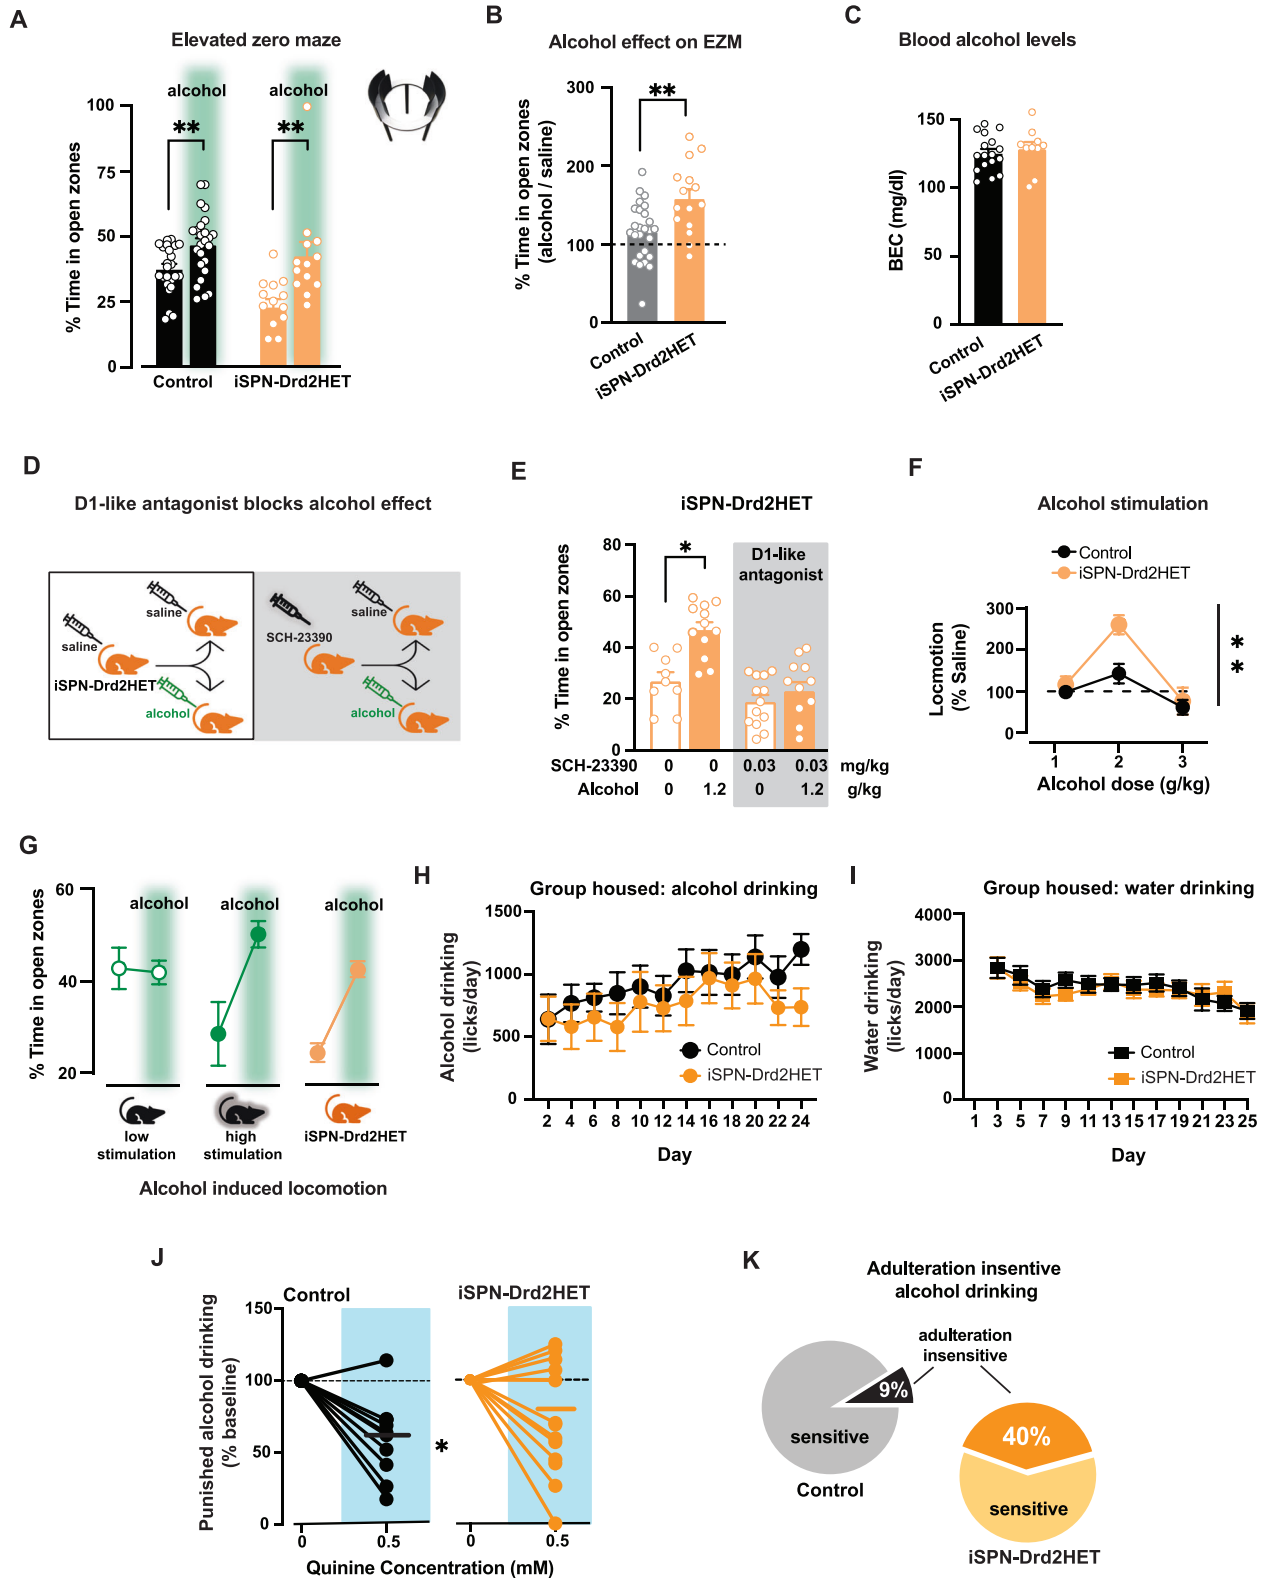 A
Elevated zero maze
alcohol
alcohol
% Time in open zones
100
75
50
25
0
**
**
Control
iSPN-Drd2HET
B
Alcohol effect on EZM
% Time in open zones
(alcohol / saline)
300
200
100
0
**
Control
iSPN-Drd2HET
C
Blood alcohol levels
BEC (mg/dl)
150
100
50
0
Control
iSPN-Drd2HET
D
D1-like antagonist blocks alcohol effect
saline
saline
iSPN-Drd2HET
alcohol
SCH-23390
saline
alcohol
E
iSPN-Drd2HET
% Time in open zones
80
60
40
20
0
*
D1-like
antagonist
SCH-23390 0 0 0.03 0.03 mg/kg
Alcohol 0 1.2 0 1.2 g/kg
F
Alcohol stimulation
Control
iSPN-Drd2HET
Locmotion
(% Saline)
300
200
100
0
**
1 2 3
Alcohol dose (g/kg)
G
% Time in open zones
60
40
20
alcohol
alcohol
alcohol
low
stimulation
high
stimulation
iSPN-Drd2HET
Alcohol induced locomotion
H
Group housed: alcohol drinking
Alcohol drinking
(licks/day)
1500
1000
500
0
Control
iSPN-Drd2HET
2 4 6 8 10 12 14 16 18 20 22 24
Day
I
Group housed: water drinking
Water drinking
(licks/day)
4000
3000
2000
1000
0
Control
iSPN-Drd2HET
1 3 5 7 9 11 13 15 17 19 21 23 25
Day
J
Control
iSPN-Drd2HET
Punished alcohol drinking
(% baseline)
150
100
50
0
*
0 0.5 0 0.5
Quinine Concentration (mM)
K
Adulteration insentive
alcohol drinking
adulteration
insensitive
9%
sensitive
Control
40%
sensitive
iSPN-Drd2HET